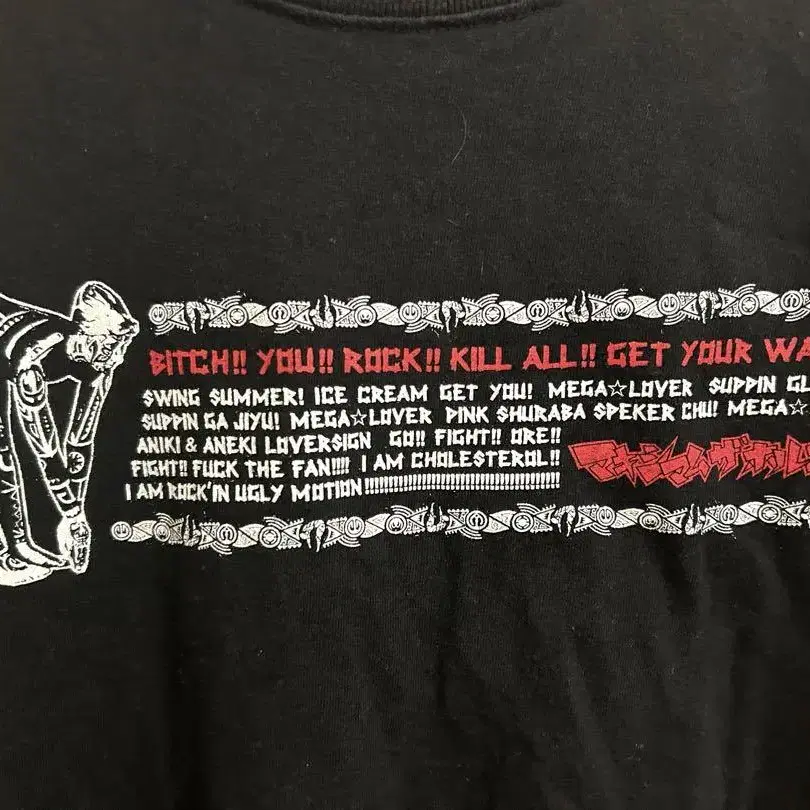 BITCH!! YOU!! ROCK!! KILL ALL!! GET YOUR
SWING SUMMER! ICE CREAM GET YOU! MEGA☆LOVER SUPPIN
SUPPIN GA JIYU! MEGA☆LOVER PINK SHURABA SPEKER CHU! MEGA☆
ANIKI & ANEKI LOVERSIGN GO!! FIGHT!! ORE!!
FIGHT!! FUCK THE FAN!!!! I AM CHOLESTEROL!!
マキシマムザホル
I AM ROCK'IN UGLY MOTION!!!!!!!!!!!!!!!!!!!!!!!!!!!!!!!!!!!!